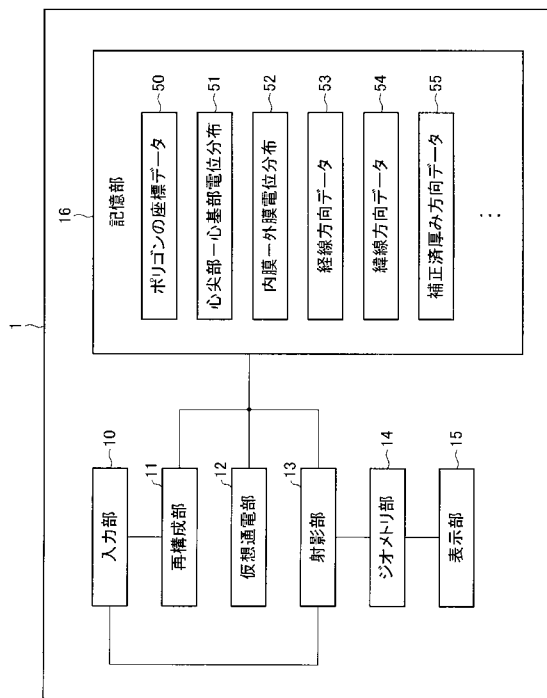 1
入力部
10
再構成部
11
仮想通電部
12
射影部
13
ジオメトリ部
14
表示部
15
16
記憶部
ポリゴンの座標データ
50
心尖部ー心基部電位分布
51
内膜ー外膜電位分布
52
経線方向データ
53
緯線方向データ
54
補正済厚み方向データ
55
⋮